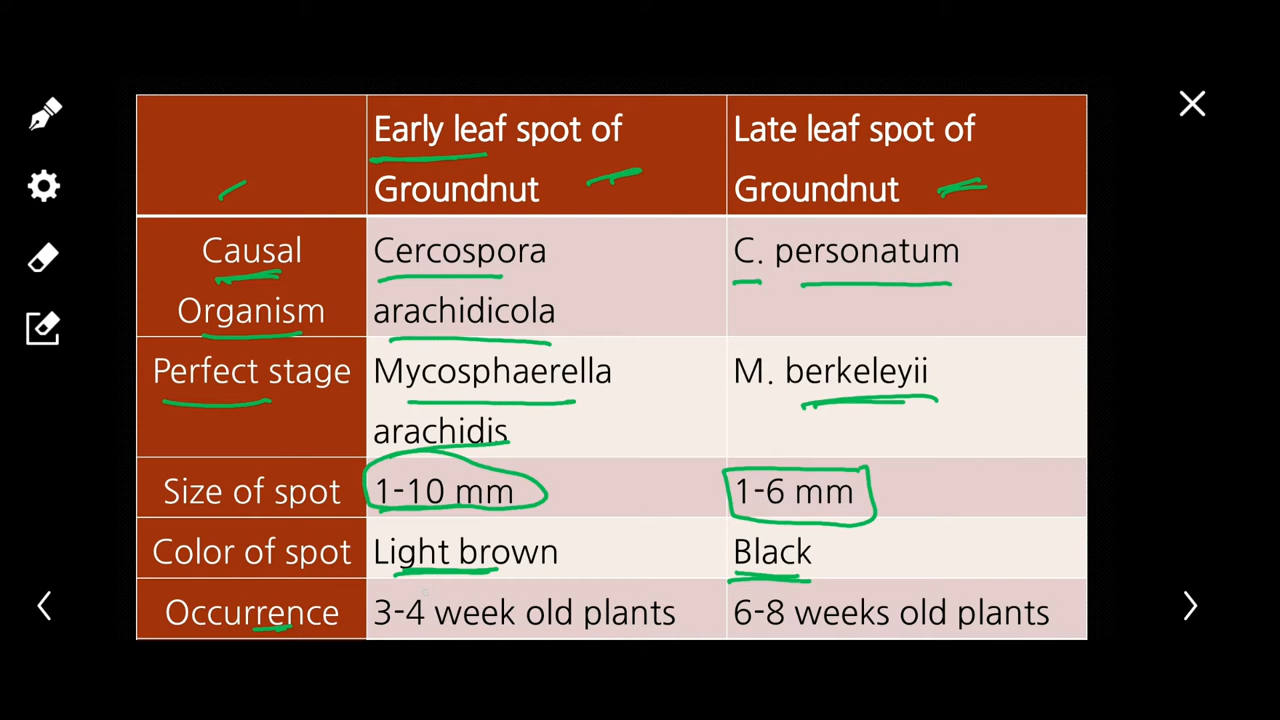 Early leaf spot of
Groundnut
Late leaf spot of
Groundnut
Causal
Organism
Cercospora
arachidicola
C. personatum
Perfect stage
Mycosphaerella
arachidis
M. berkeleyii
Size of spot
1-10 mm
1-6 mm
Color of spot
Light brown
Black
Occurrence
3-4 week old plants
6-8 weeks old plants